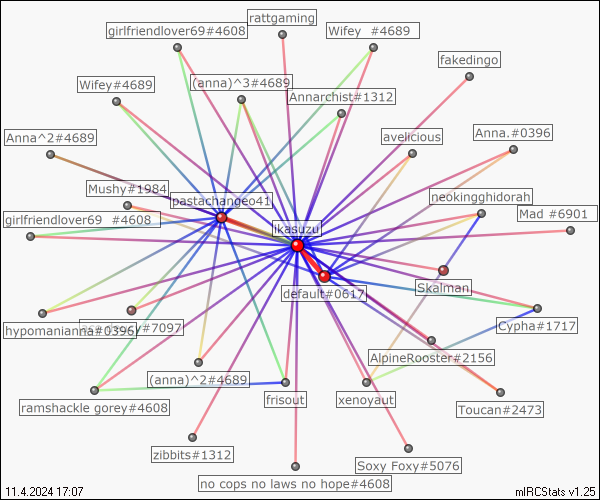 rattgaming
girlfriendlover69#4608
Wifey #4689
fakedingo
Wifey#4689
(anna)^3#4689
Annarchist#1312
Anna^2#4689
avelicious
Anna.#0396
Mushy#1984
pastachangeo41
neokingghidorah
girlfriendlover69 #4608
Mad #6901
ikasuzu
default#0617
Skalman
hypomanianna#0396
#7097
Cypha#1717
AlpineRooster#2156
(anna)^2#4689
ramshackle gorey#4608
frisout
xenoyaut
Toucan#2473
zibbits#1312
Soxy Foxy#5076
no cops no laws no hope#4608
11.4.2024 17:07
mIRCStats v1.25